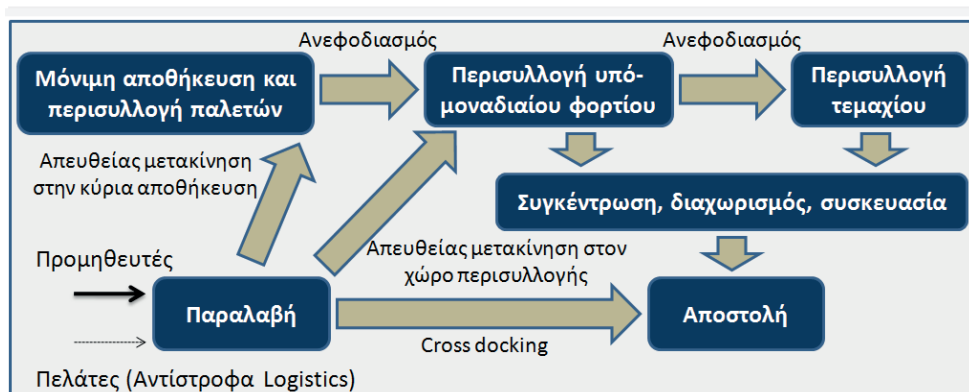 Ανεφοδιασμός
Ανεφοδιασμός
Μόνιμη αποθήκευση και
περισυλλογή παλετών
Περισυλλογή υπό-
μοναδιαίου φορτίου
Περισυλλογή
τεμαχίου
Απευθείας μετακίνηση
στην κύρια αποθήκευση
Συγκέντρωση, διαχωρισμός, συσκευασία
Προμηθευτές
Απευθείας μετακίνηση στον
χώρο περισυλλογής
Παραλαβή
Αποστολή
Cross docking
Πελάτες (Αντίστροφα Logistics)